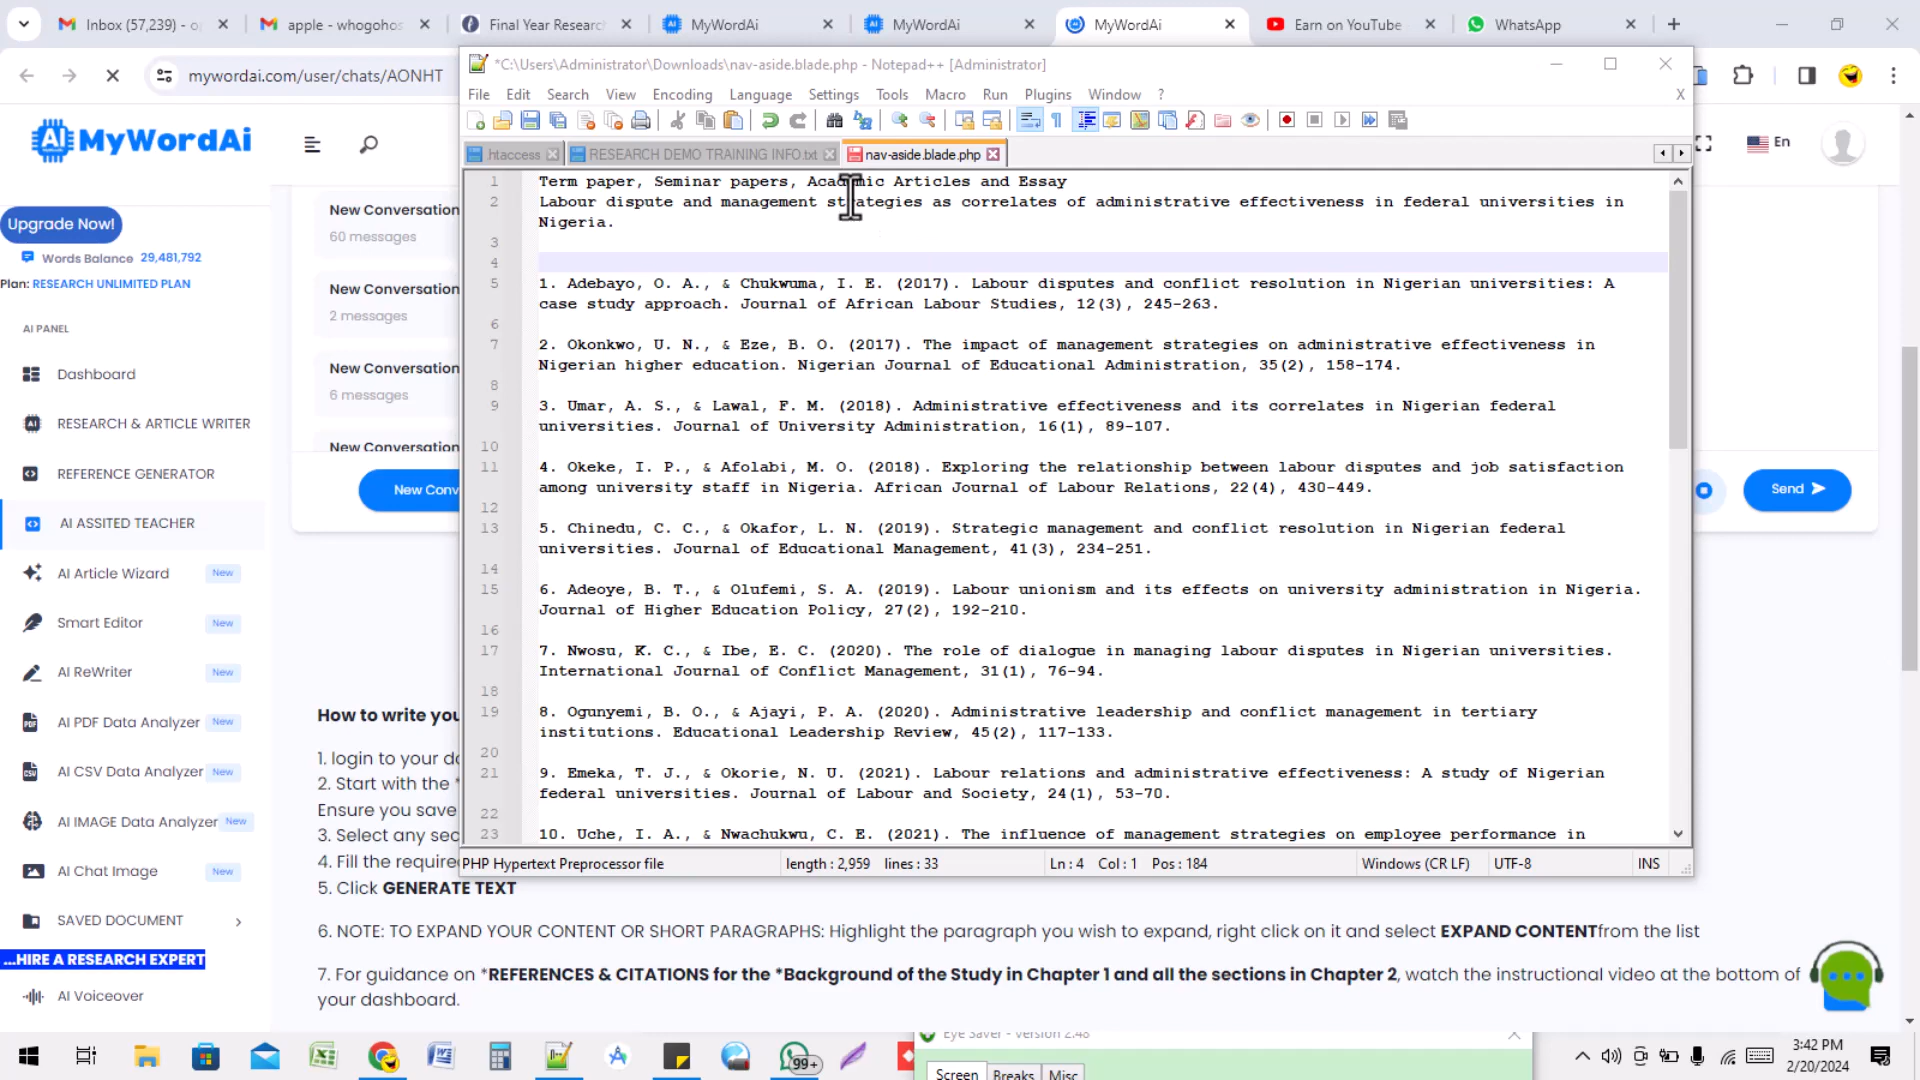 Inbox (57,239) - o
apple - whogohos
Final Year Researc
MyWordAi
MyWordAi
MyWordAi
Earn on YouTube
WhatsApp
mywordai.com/user/chats/AONHT
*C:\Users\Administrator\Downloads\nav-aside.blade.php - Notepad++ [Administrator]
File Edit Search View Encoding Language Settings Tools Macro Run Plugins Window ? X
.htaccess
RESEARCH DEMO TRAINING INFO.txt
nav-aside.blade.php
MyWordAi
En
Upgrade Now!
Words Balance 29,481,792
Plan: RESEARCH UNLIMITED PLAN
AI PANEL
Dashboard
RESEARCH & ARTICLE WRITER
REFERENCE GENERATOR
AI ASSITED TEACHER
AI Article Wizard New
Smart Editor New
AI ReWriter New
AI PDF Data Analyzer New
AI CSV Data Analyzer New
AI IMAGE Data Analyzer New
AI Chat Image New
SAVED DOCUMENT
...HIRE A RESEARCH EXPERT
AI Voiceover
New Conversation
60 messages
New Conversation
2 messages
New Conversation
6 messages
New Conversation
New Conv
Send
1 Term paper, Seminar papers, Academic Articles and Essay
2 Labour dispute and management strategies as correlates of administrative effectiveness in federal universities in
Nigeria.
3
4
5 1. Adebayo, O. A., & Chukwuma, I. E. (2017). Labour disputes and conflict resolution in Nigerian universities: A
case study approach. Journal of African Labour Studies, 12(3), 245-263.
6
7 2. Okonkwo, U. N., & Eze, B. O. (2017). The impact of management strategies on administrative effectiveness in
Nigerian higher education. Nigerian Journal of Educational Administration, 35(2), 158-174.
8
9 3. Umar, A. S., & Lawal, F. M. (2018). Administrative effectiveness and its correlates in Nigerian federal
universities. Journal of University Administration, 16(1), 89-107.
10
11 4. Okeke, I. P., & Afolabi, M. O. (2018). Exploring the relationship between labour disputes and job satisfaction
among university staff in Nigeria. African Journal of Labour Relations, 22(4), 430-449.
12
13 5. Chinedu, C. C., & Okafor, L. N. (2019). Strategic management and conflict resolution in Nigerian federal
universities. Journal of Educational Management, 41(3), 234-251.
14
15 6. Adeoye, B. T., & Olufemi, S. A. (2019). Labour unionism and its effects on university administration in Nigeria.
Journal of Higher Education Policy, 27(2), 192-210.
16
17 7. Nwosu, K. C., & Ibe, E. C. (2020). The role of dialogue in managing labour disputes in Nigerian universities.
International Journal of Conflict Management, 31(1), 76-94.
18
19 8. Ogunyemi, B. O., & Ajayi, P. A. (2020). Administrative leadership and conflict management in tertiary
institutions. Educational Leadership Review, 45(2), 117-133.
20
21 9. Emeka, T. J., & Okorie, N. U. (2021). Labour relations and administrative effectiveness: A study of Nigerian
federal universities. Journal of Labour and Society, 24(1), 53-70.
22
23 10. Uche, I. A., & Nwachukwu, C. E. (2021). The influence of management strategies on employee performance in
PHP Hypertext Preprocessor file length : 2,959 lines : 33 Ln : 4 Col : 1 Pos : 184 Windows (CR LF) UTF-8 INS
How to write you
1. login to your da
2. Start with the *
Ensure you save
3. Select any sec
4. Fill the require
5. Click GENERATE TEXT
6. NOTE: TO EXPAND YOUR CONTENT OR SHORT PARAGRAPHS: Highlight the paragraph you wish to expand, right click on it and select EXPAND CONTENTfrom the list
7. For guidance on *REFERENCES & CITATIONS for the *Background of the Study in Chapter 1 and all the sections in Chapter 2, watch the instructional video at the bottom of
your dashboard.
Eye Saver - version 2.48
Screen Breaks Misc
99+
3:42 PM
2/20/2024